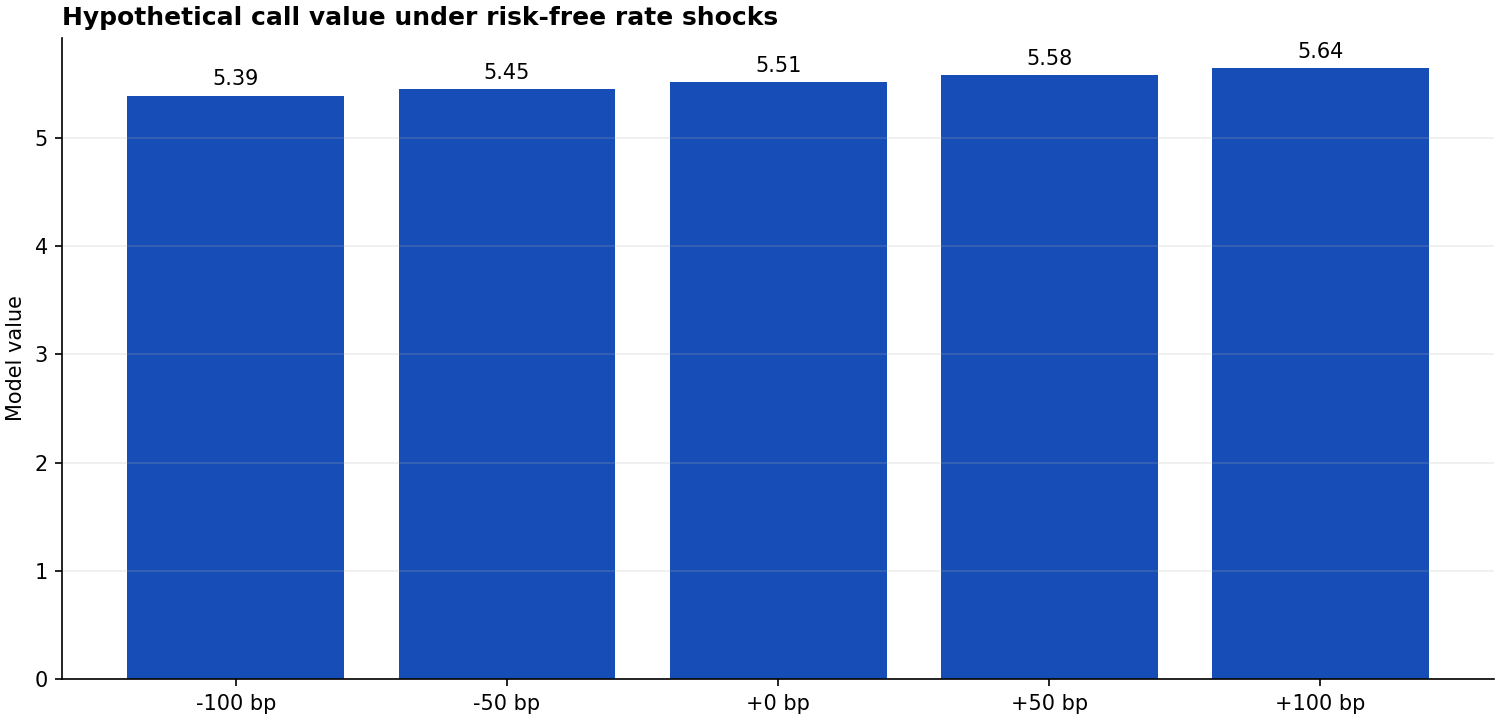 Hypothetical call value under risk-free rate shocks
5.39
5.45
5.51
5.58
5.64
Model value
5
4
3
2
1
0
-100 bp
-50 bp
+0 bp
+50 bp
+100 bp